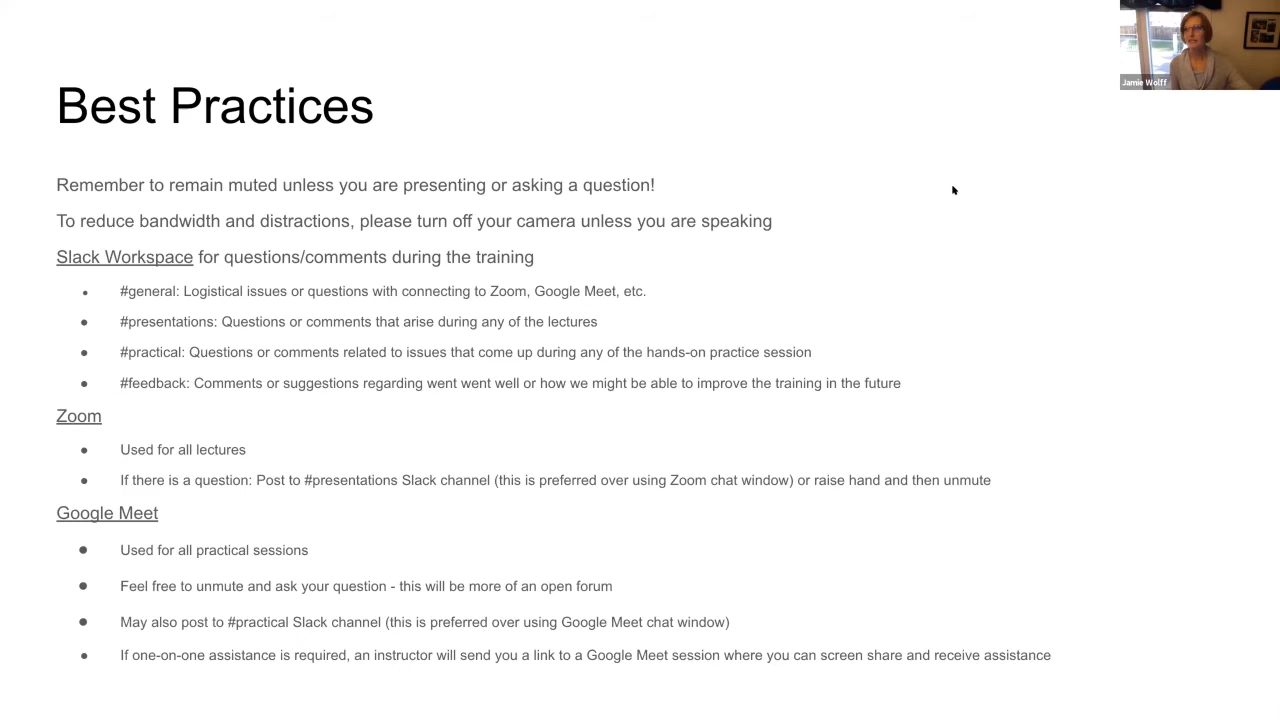 Jamie Wolff
Best Practices
Remember to remain muted unless you are presenting or asking a question!
To reduce bandwidth and distractions, please turn off your camera unless you are speaking
Slack Workspace for questions/comments during the training
● #general: Logistical issues or questions with connecting to Zoom, Google Meet, etc.
● #presentations: Questions or comments that arise during any of the lectures
● #practical: Questions or comments related to issues that come up during any of the hands-on practice session
● #feedback: Comments or suggestions regarding went went well or how we might be able to improve the training in the future
Zoom
● Used for all lectures
● If there is a question: Post to #presentations Slack channel (this is preferred over using Zoom chat window) or raise hand and then unmute
Google Meet
● Used for all practical sessions
● Feel free to unmute and ask your question - this will be more of an open forum
● May also post to #practical Slack channel (this is preferred over using Google Meet chat window)
● If one-on-one assistance is required, an instructor will send you a link to a Google Meet session where you can screen share and receive assistance